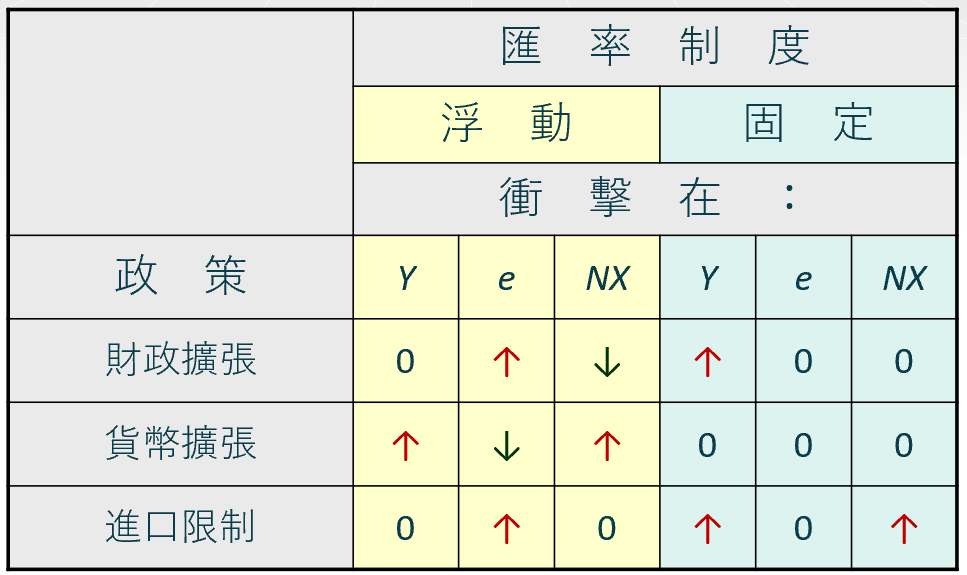 匯率制度
浮動 固定
衝擊在：
政策 Y e NX Y e NX
財政擴張 0 ↑ ↓ ↑ 0 0
貨幣擴張 ↑ ↓ ↑ 0 0 0
進口限制 0 ↑ 0 ↑ 0 ↑